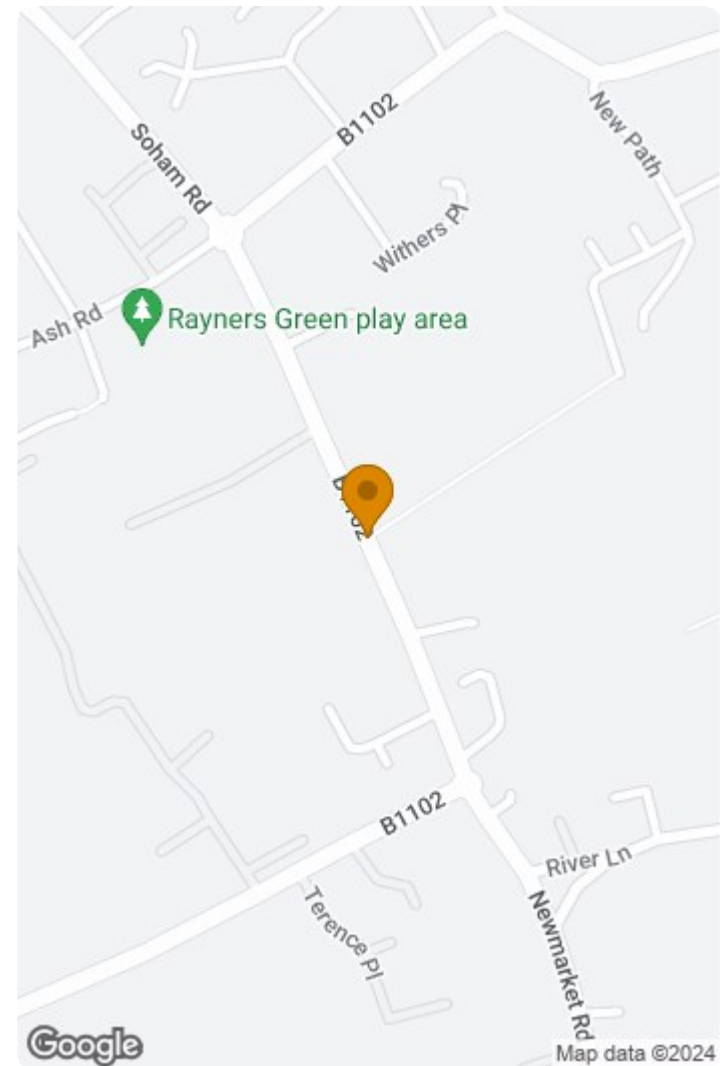 B1102
Soham Rd
New Path
Withers Pl
Ash Rd
Rayners Green play area
B1102
River Ln
Terence Pl
Newmarket Rd
Google
Map data ©2024